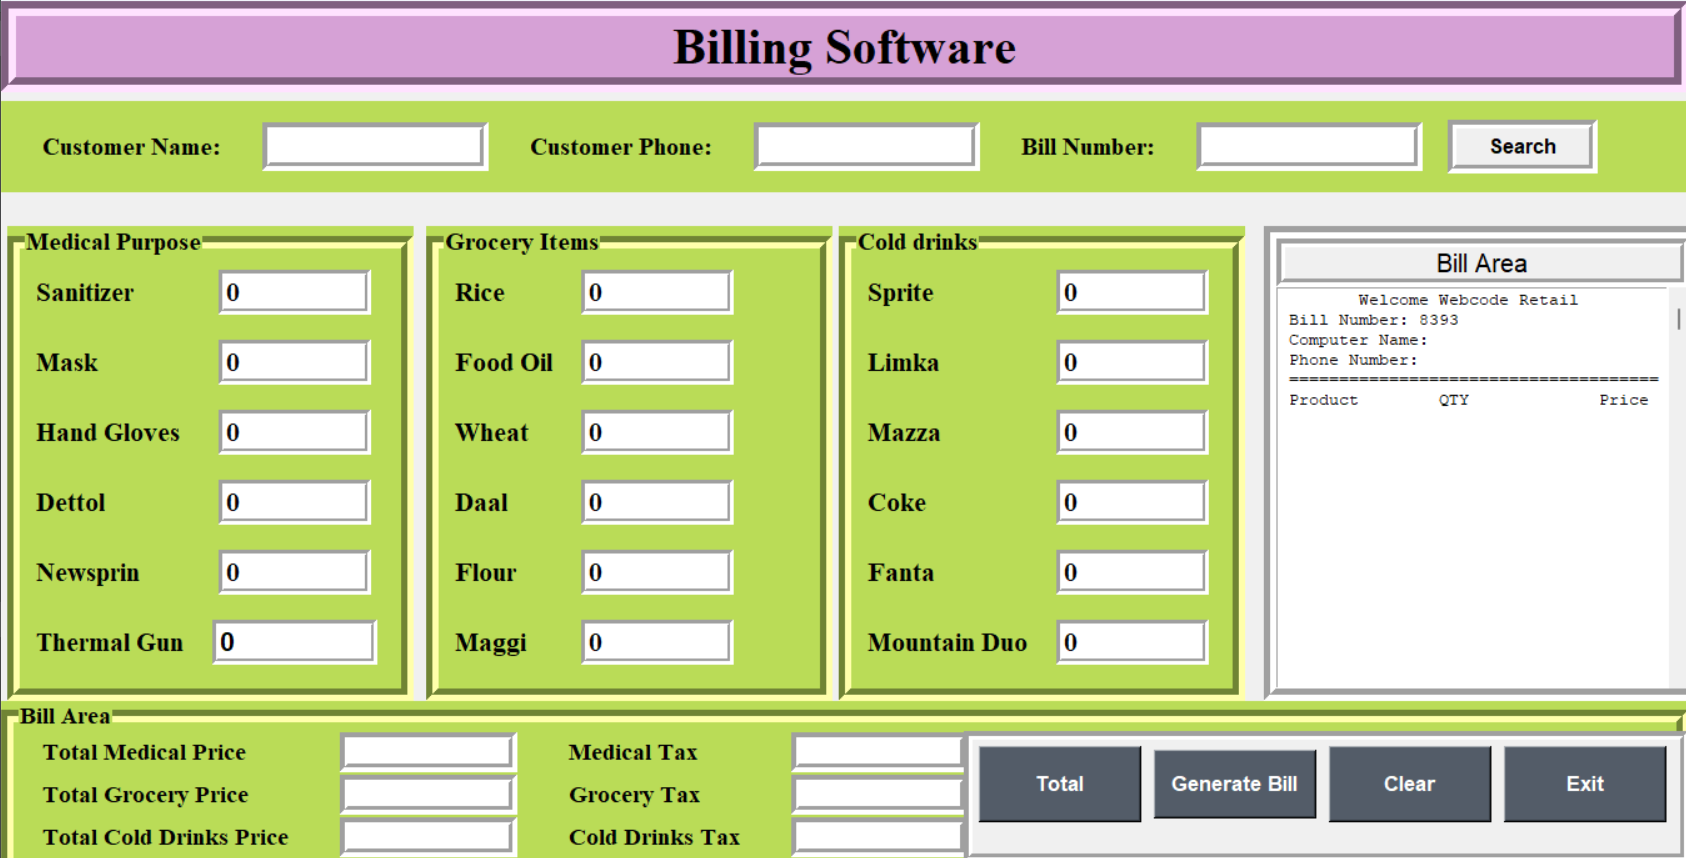 Billing Software
Customer Name:
Customer Phone:
Bill Number:
Search
Medical Purpose
Sanitizer 0
Mask 0
Hand Gloves 0
Dettol 0
Newsprin 0
Thermal Gun 0
Grocery Items
Rice 0
Food Oil 0
Wheat 0
Daal 0
Flour 0
Maggi 0
Cold drinks
Sprite 0
Limka 0
Mazza 0
Coke 0
Fanta 0
Mountain Duo 0
Bill Area
Welcome Webcode Retail
Bill Number: 8393
Computer Name:
Phone Number:
=====================================
Product QTY Price
Bill Area
Total Medical Price
Total Grocery Price
Total Cold Drinks Price
Medical Tax
Grocery Tax
Cold Drinks Tax
Total
Generate Bill
Clear
Exit